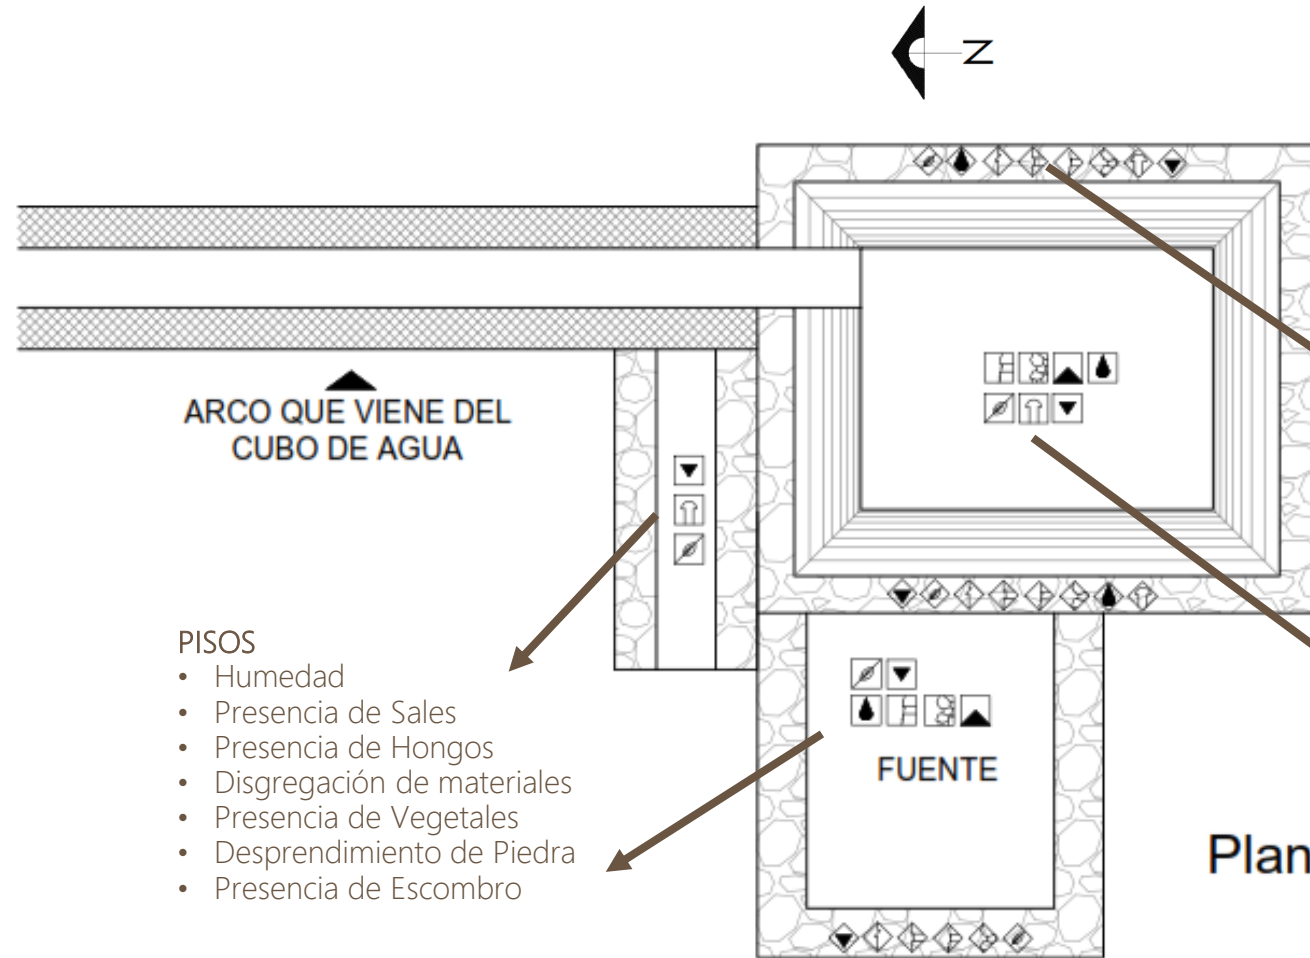 N
ARCO QUE VIENE DEL
CUBO DE AGUA
PISOS
• Humedad
• Presencia de Sales
• Presencia de Hongos
• Disgregación de materiales
• Presencia de Vegetales
• Desprendimiento de Piedra
• Presencia de Escombro
FUENTE
Plan